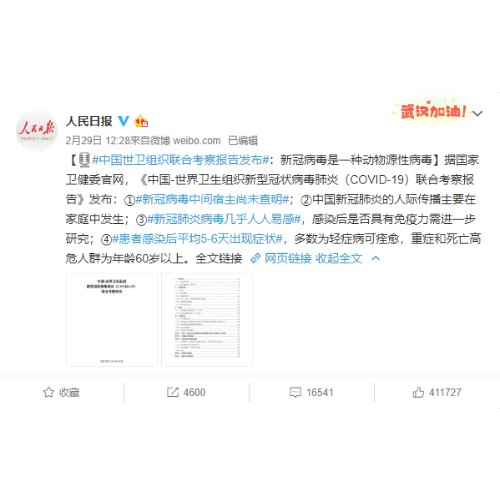 人民日报
武汉加油!
人民日报
2月29日 12:28来自微博 weibo.com 已编辑
【#中国世卫组织联合考察报告发布#：新冠病毒是一种动物源性病毒】据国家
卫健委官网，《中国-世界卫生组织新型冠状病毒肺炎（COVID-19）联合考察报
告》发布：①#新冠病毒中间宿主尚未查明#；②中国新冠肺炎的人际传播主要在
家庭中发生；③#新冠肺炎病毒几乎人人易感#，感染后是否具有免疫力需进一步
研究；④#患者感染后平均5-6天出现症状#，多数为轻症病可痊愈，重症和死亡高
危人群为年龄60岁以上。全文链接 网页链接 收起全文
收藏
4600
16541
411727